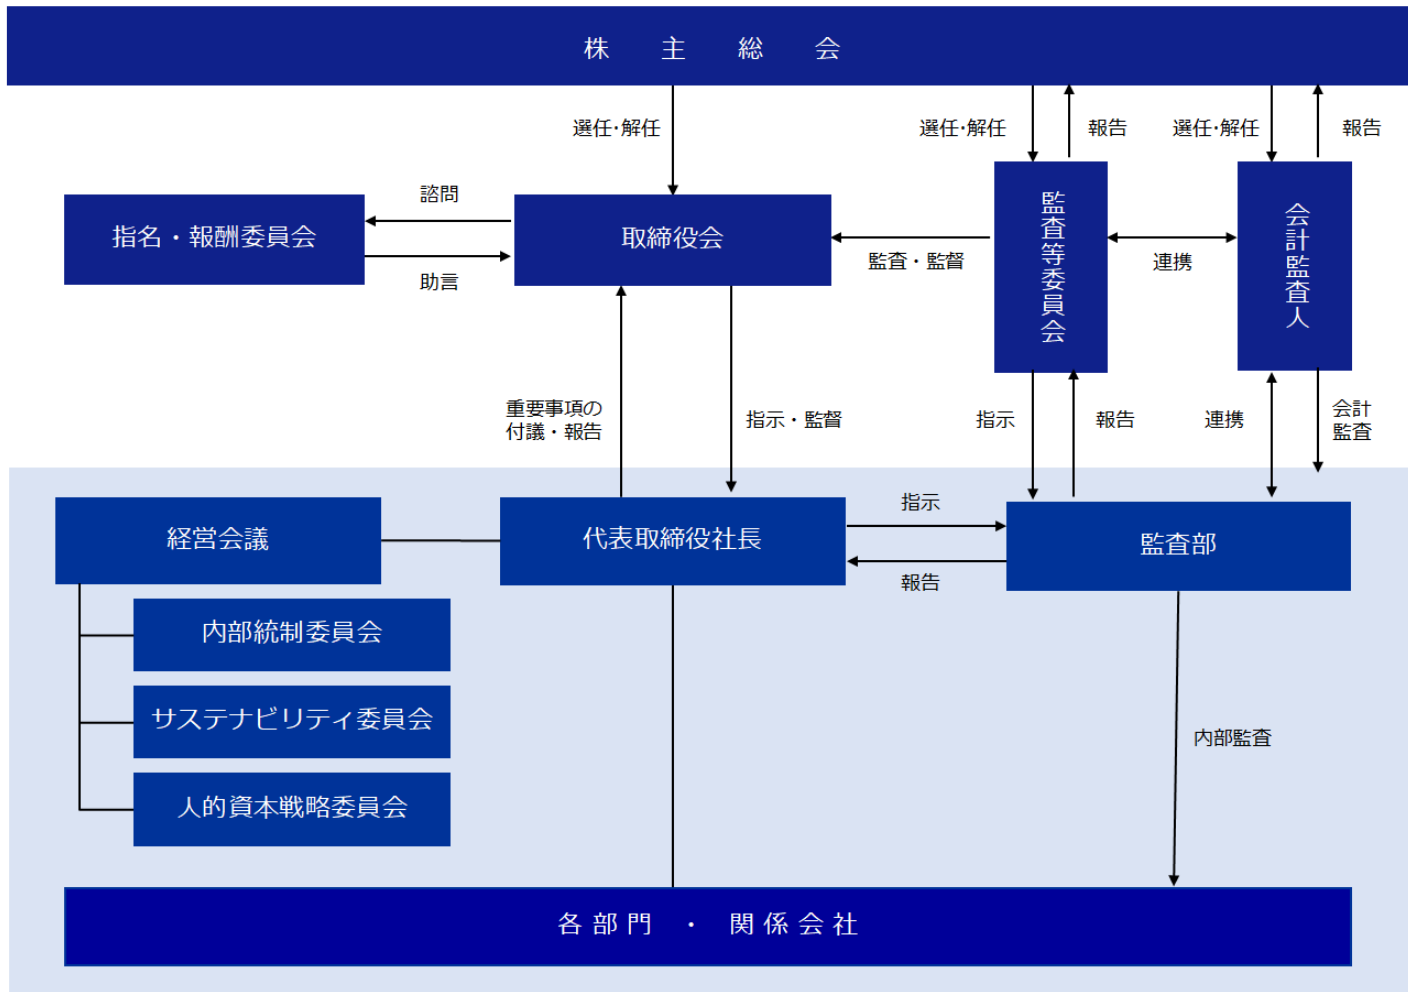 株主総会
選任・解任
選任・解任
報告
選任・解任
報告
諮問
指名・報酬委員会
助言
取締役会
監査・監督
監査等委員会
連携
会計監査人
重要事項の
付議・報告
指示・監督
指示
報告
連携
会計
監査
経営会議
代表取締役社長
指示
報告
監査部
内部統制委員会
サステナビリティ委員会
人的資本戦略委員会
内部監査
各部門・関係会社